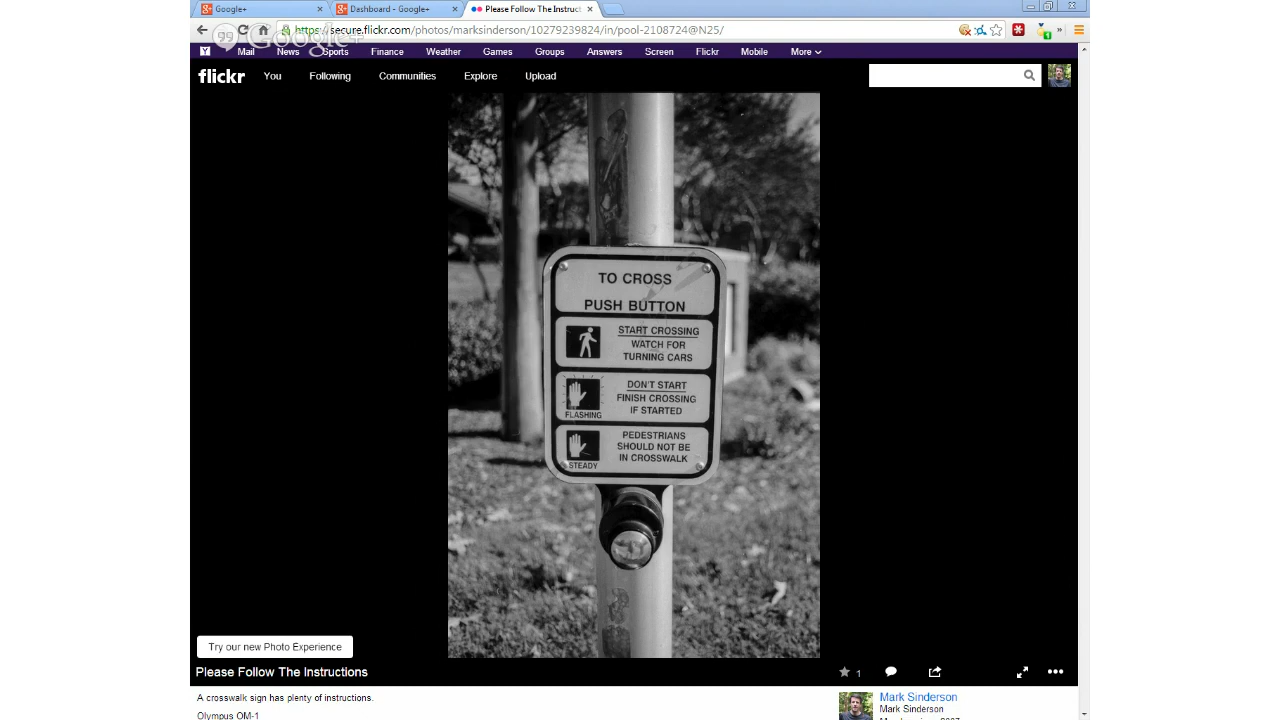 Google+
Dashboard - Google+
Please Follow The Instruct
https://secure.flickr.com/photos/marksinderson/10279239824/in/pool-2108724@N25/
Google+
Mail News Sports Finance Weather Games Groups Answers Screen Flickr Mobile More
flickr You Following Communities Explore Upload
TO CROSS
PUSH BUTTON
START CROSSING
WATCH FOR
TURNING CARS
DON'T START
FINISH CROSSING
IF STARTED
FLASHING
PEDESTRIANS
SHOULD NOT BE
IN CROSSWALK
STEADY
Try our new Photo Experience
Please Follow The Instructions
1
A crosswalk sign has plenty of instructions.
Olympus OM-1
Mark Sinderson
Mark Sinderson